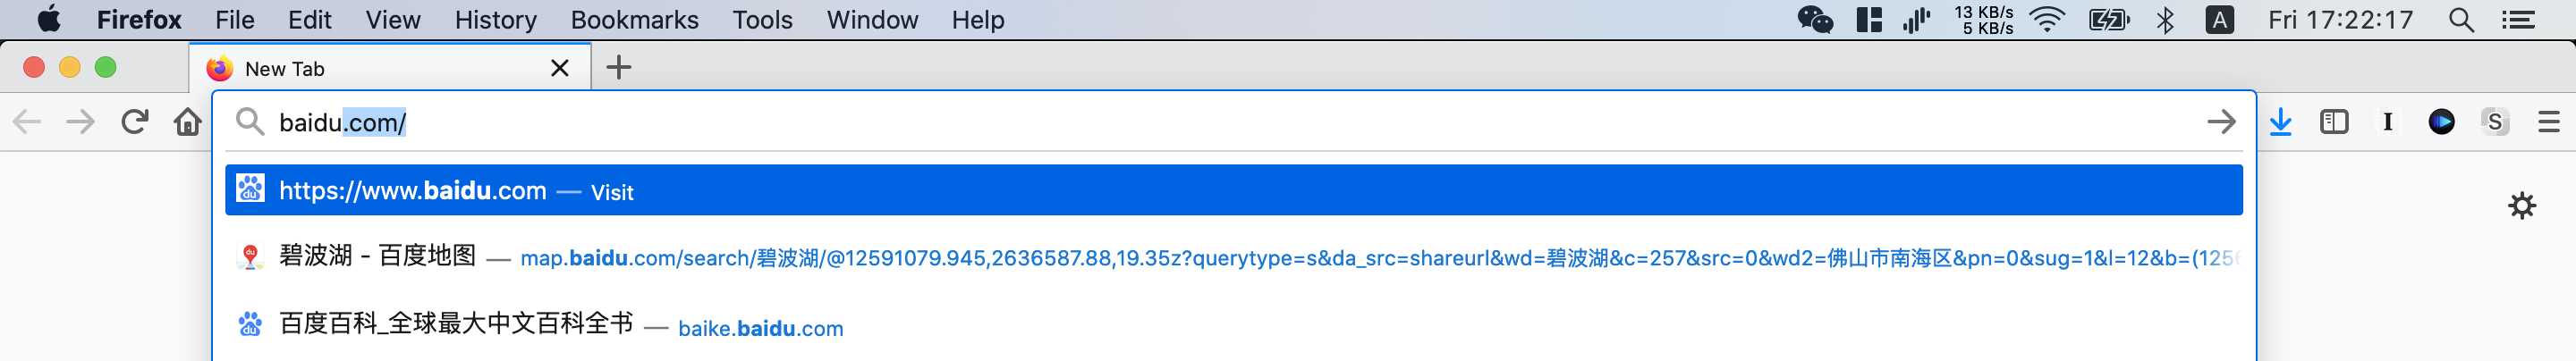 Firefox File Edit View History Bookmarks Tools Window Help 13 KB/s 5 KB/s A Fri 17:22:17
New Tab
baidu.com/ I S
du https://www.baidu.com — Visit
du 碧波湖 - 百度地图 — map.baidu.com/search/碧波湖/@12591079.945,2636587.88,19.35z?querytype=s&da_src=shareurl&wd=碧波湖&c=257&src=0&wd2=佛山市南海区&pn=0&sug=1&l=12&b=(1256
du 百度百科_全球最大中文百科全书 — baike.baidu.com